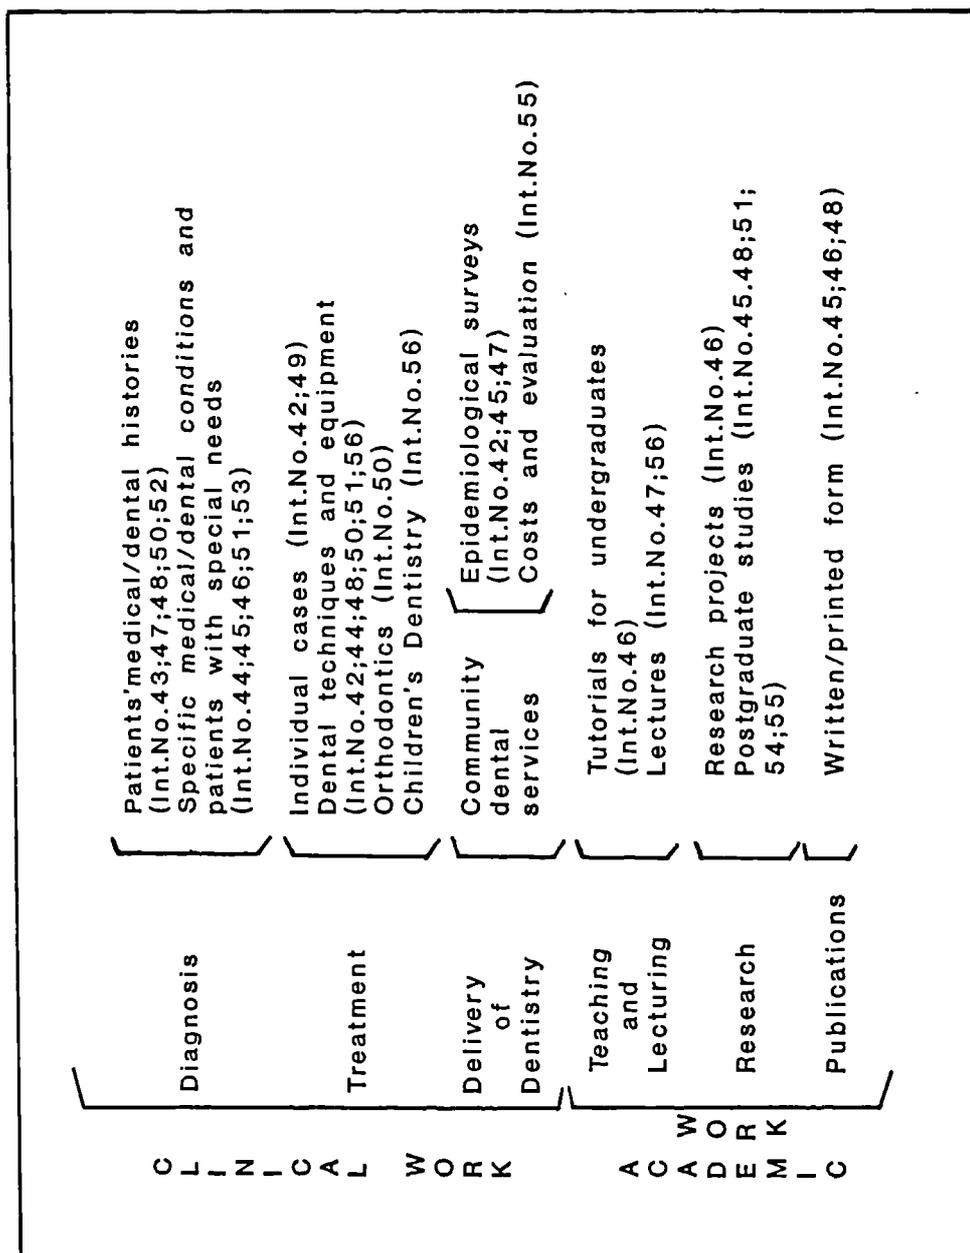 CLINICAL WORK
Diagnosis
Patients'medical/dental histories
(Int.No.43;47;48;50;52)
Specific medical/dental conditions and
patients with special needs
(Int.No.44;45;46;51;53)
Treatment
Individual cases (Int.No.42;49)
Dental techniques and equipment
(Int.No.42;44;48;50;51;56)
Orthodontics (Int.No.50)
Children's Dentistry (Int.No.56)
Delivery
of
Dentistry
Community
dental
services
Epidemiological surveys
(Int.No.42;45;47)
Costs and evaluation (Int.No.55)
ACADEMIC WORK
Teaching
and
Lecturing
Tutorials for undergraduates
(Int.No.46)
Lectures (Int.No.47;56)
Research
Research projects (Int.No.46)
Postgraduate studies (Int.No.45.48;51;
54;55)
Publications
Written/printed form (Int.No.45;46;48)